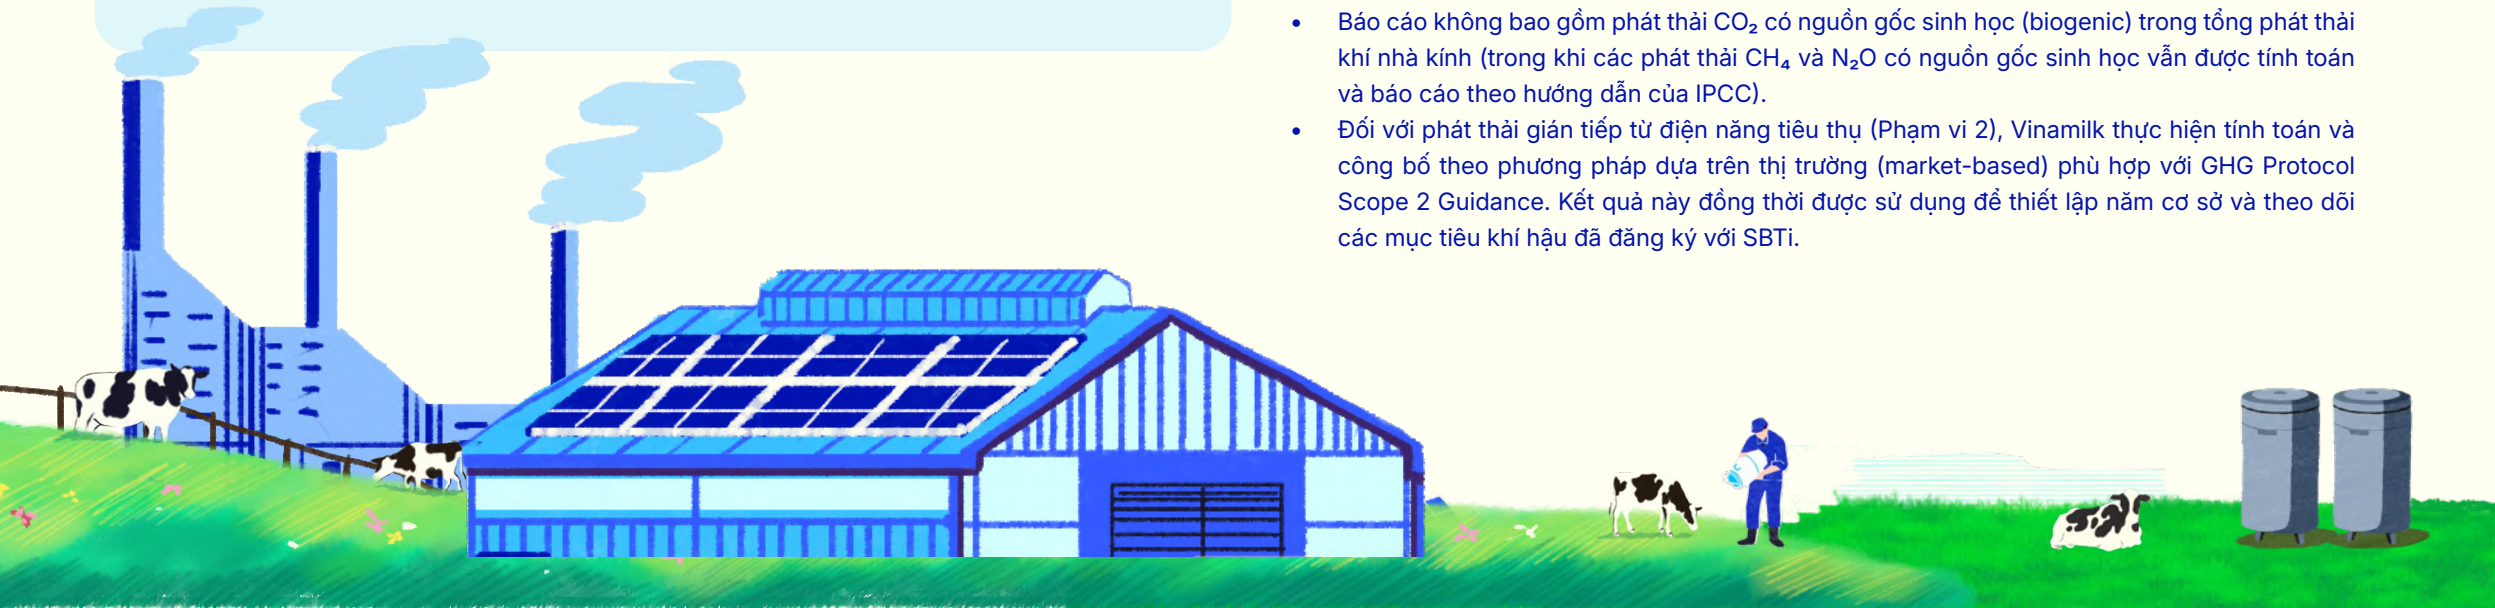 • Báo cáo không bao gồm phát thải CO₂ có nguồn gốc sinh học (biogenic) trong tổng phát thải
khí nhà kính (trong khi các phát thải CH₄ và N₂O có nguồn gốc sinh học vẫn được tính toán
và báo cáo theo hướng dẫn của IPCC).
• Đối với phát thải gián tiếp từ điện năng tiêu thụ (Phạm vi 2), Vinamilk thực hiện tính toán và
công bố theo phương pháp dựa trên thị trường (market-based) phù hợp với GHG Protocol
Scope 2 Guidance. Kết quả này đồng thời được sử dụng để thiết lập năm cơ sở và theo dõi
các mục tiêu khí hậu đã đăng ký với SBTi.